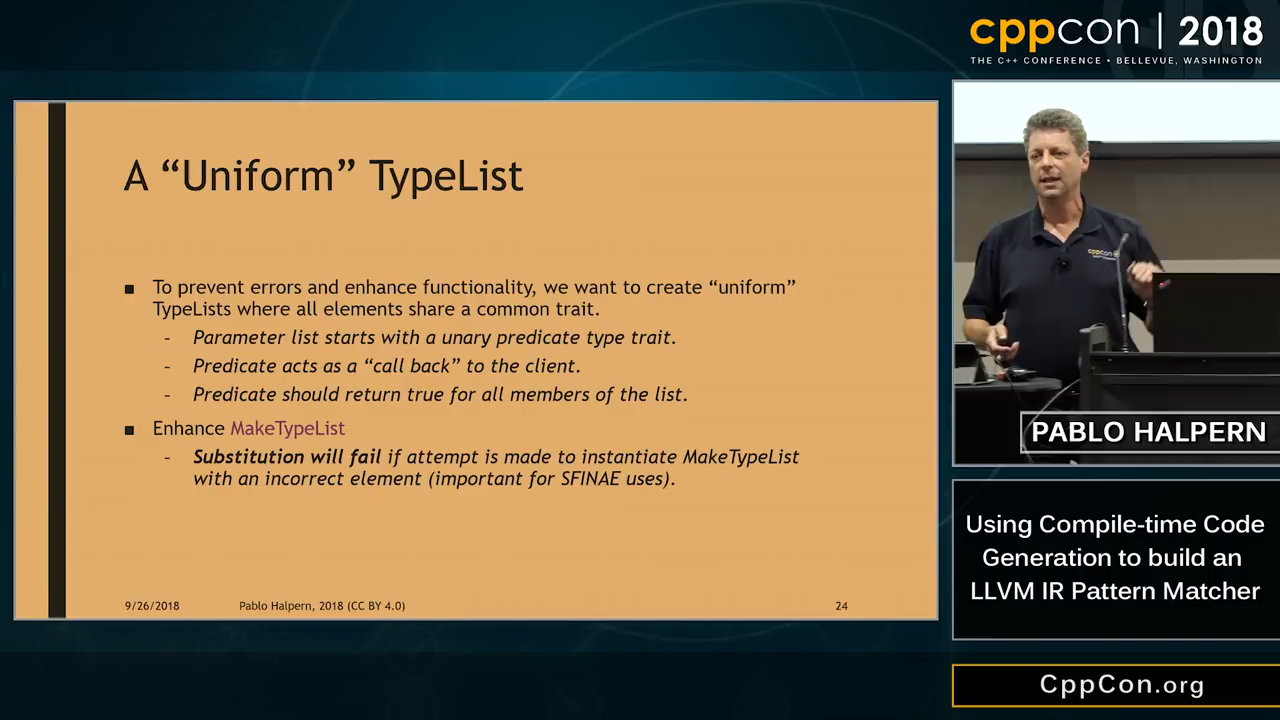 cppcon | 2018
THE C++ CONFERENCE • BELLEVUE, WASHINGTON
A “Uniform” TypeList
■ To prevent errors and enhance functionality, we want to create “uniform”
TypeLists where all elements share a common trait.
– Parameter list starts with a unary predicate type trait.
– Predicate acts as a “call back” to the client.
– Predicate should return true for all members of the list.
■ Enhance MakeTypeList
– Substitution will fail if attempt is made to instantiate MakeTypeList
with an incorrect element (important for SFINAE uses).
9/26/2018 Pablo Halpern, 2018 (CC BY 4.0) 24
cppcon
PABLO HALPERN
Using Compile-time Code
Generation to build an
LLVM IR Pattern Matcher
CppCon.org